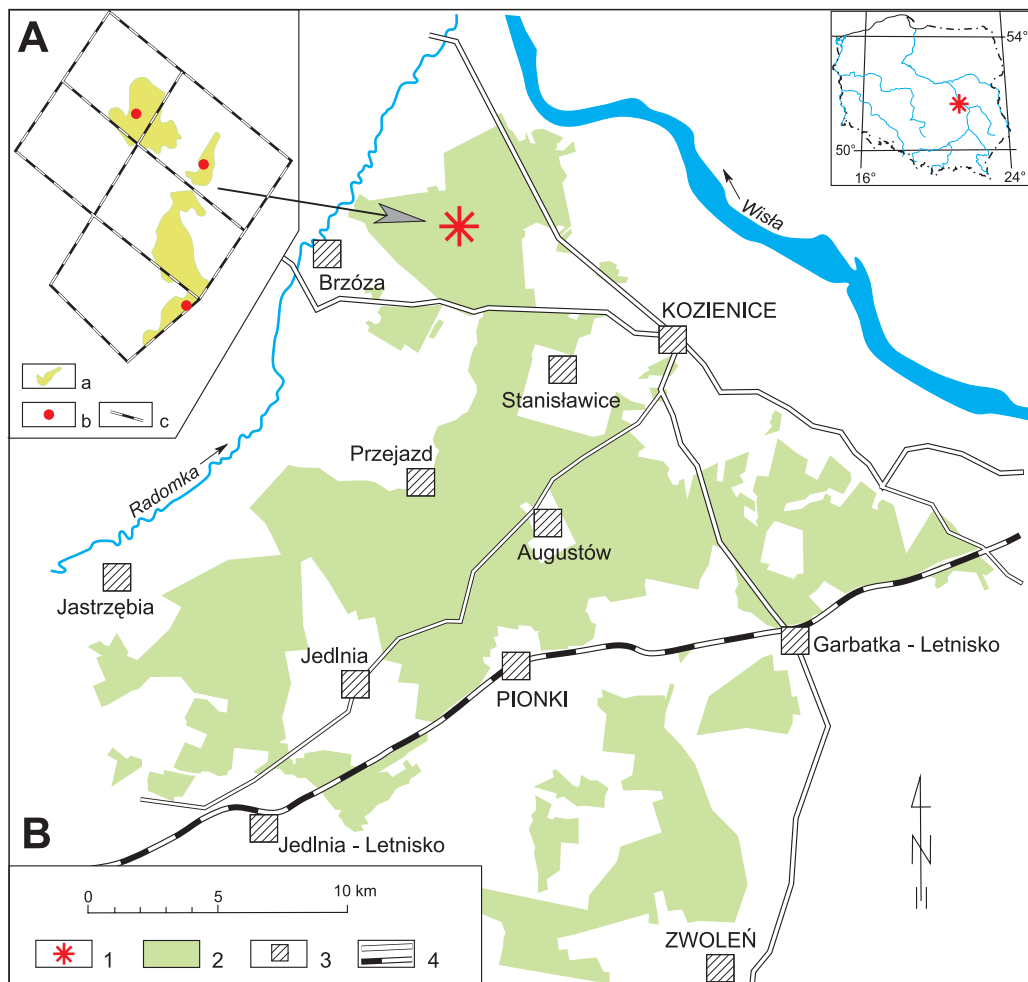 A
54°
50°
16°
24°
Wisła
Brzóza
KOZIENICE
a
b
c
Stanisławice
Przejazd
Radomka
Augustów
Jastrzębia
Jedlnia
Garbatka - Letnisko
PIONKI
B
Jedlnia - Letnisko
N
0 5 10 km
1 2 3 4
ZWOLEŃ